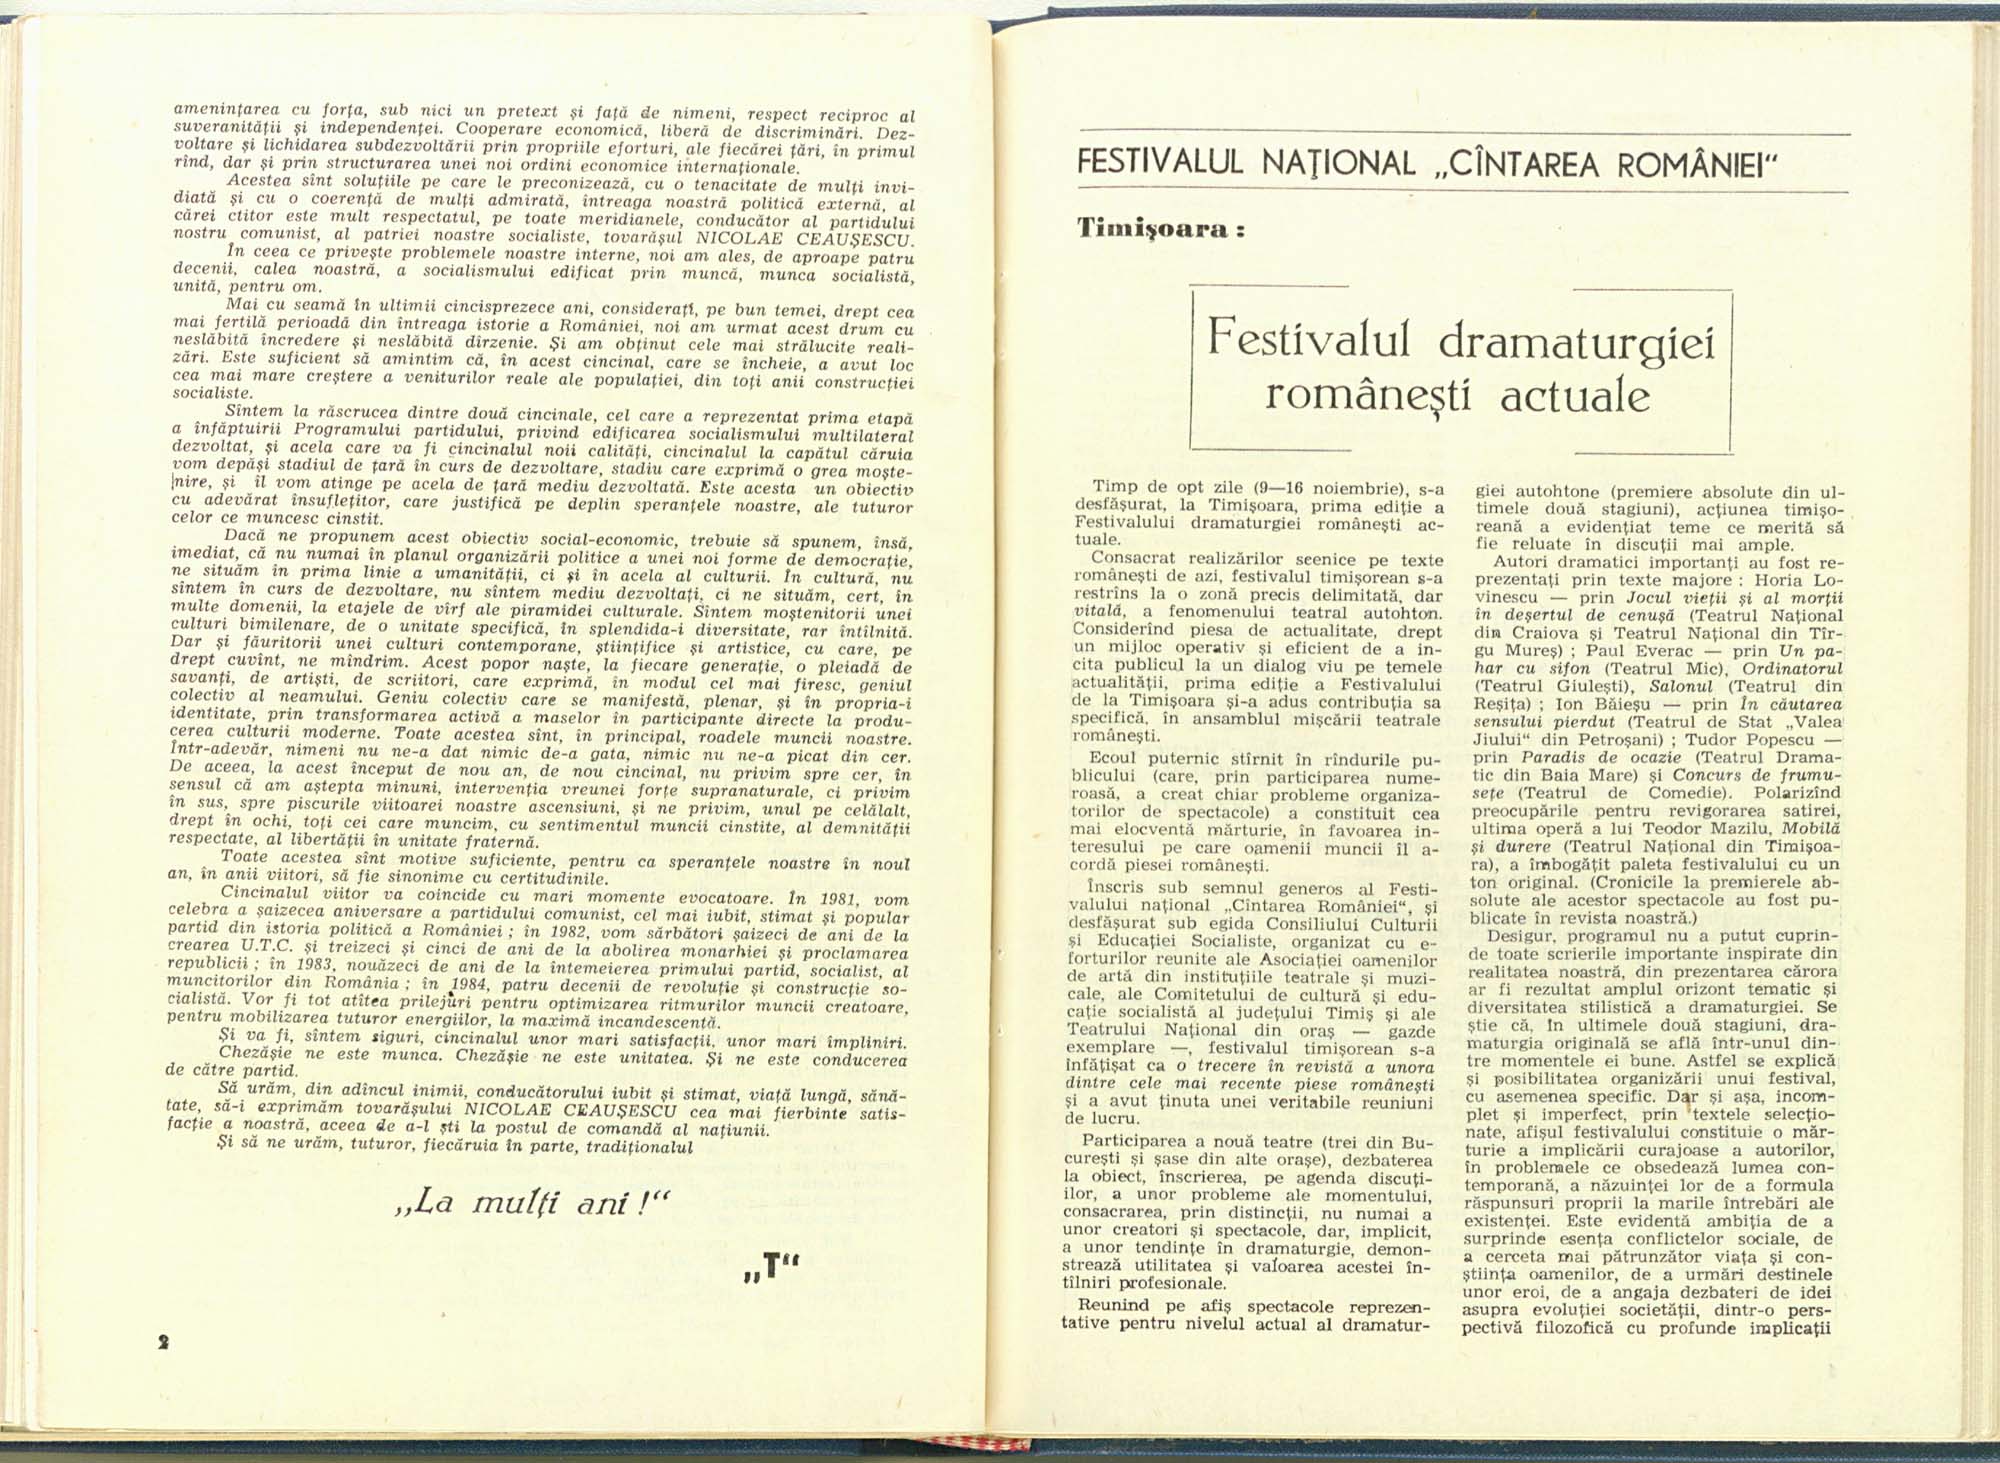 amenințarea cu forța, sub nici un pretext și față de nimeni, respect reciproc al
suveranității și independenței. Cooperare economică, liberă de discriminări. Dez-
voltare și lichidarea subdezvoltării prin propriile eforturi, ale fiecărei țări, în primul
rînd, dar și prin structurarea unei noi ordini economice internaționale.
Acestea sînt soluțiile pe care le preconizează, cu o tenacitate de mulți invi-
diată și cu o coerență de mulți admirată, întreaga noastră politică externă, al
cărei ctitor este mult respectatul, pe toate meridianele, conducător al partidului
nostru comunist, al patriei noastre socialiste, tovarășul NICOLAE CEAUȘESCU.
În ceea ce privește problemele noastre interne, noi am ales, de aproape patru
decenii, calea noastră, a socialismului edificat prin muncă, munca socialistă,
unită, pentru om.
Mai cu seamă în ultimii cincisprezece ani, considerați, pe bun temei, drept cea
mai fertilă perioadă din întreaga istorie a României, noi am urmat acest drum cu
neslăbită încredere și neslăbită dîrzenie. Și am obținut cele mai strălucite reali-
zări. Este suficient să amintim că, în acest cincinal, care se încheie, a avut loc
cea mai mare creștere a veniturilor reale ale populației, din toți anii construcției
socialiste.
Sîntem la răscrucea dintre două cincinale, cel care a reprezentat prima etapă
a înfăptuirii Programului partidului, privind edificarea socialismului multilateral
dezvoltat, și acela care va fi cincinalul noii calități, cincinalul la capătul căruia
vom depăși stadiul de țară în curs de dezvoltare, stadiu care exprimă o grea moște-
nire, și îl vom atinge pe acela de țară mediu dezvoltată. Este acesta un obiectiv
cu adevărat însuflețitor, care justifică pe deplin speranțele noastre, ale tuturor
celor ce muncesc cinstit.
Dacă ne propunem acest obiectiv social-economic, trebuie să spunem, însă,
imediat, că nu numai în planul organizării politice a unei noi forme de democrație,
ne situăm în prima linie a umanității, ci și în acela al culturii. În cultură, nu
sîntem în curs de dezvoltare, nu sîntem mediu dezvoltați, ci ne situăm, cert, în
multe domenii, la etajele de vîrf ale piramidei culturale. Sîntem moștenitorii unei
culturi bimilenare, de o unitate specifică, în splendida-i diversitate, rar întîlnită.
Dar și făuritorii unei culturi contemporane, științifice și artistice, cu care, pe
drept cuvînt, ne mîndrim. Acest popor naște, la fiecare generație, o pleiadă de
savanți, de artiști, de scriitori, care exprimă, în modul cel mai firesc, geniul
colectiv al neamului. Geniu colectiv care se manifestă, plenar, și în propria-i
identitate, prin transformarea activă a maselor în participante directe la produ-
cerea culturii moderne. Toate acestea sînt, în principal, roadele muncii noastre.
Într-adevăr, nimeni nu ne-a dat nimic de-a gata, nimic nu ne-a picat din cer.
De aceea, la acest început de nou an, de nou cincinal, nu privim spre cer, în
sensul că am aștepta minuni, intervenția vreunei forțe supranaturale, ci privim
în sus, spre piscurile viitoarei noastre ascensiuni, și ne privim, unul pe celălalt,
drept în ochi, toți cei care muncim, cu sentimentul muncii cinstite, al demnității
respectate, al libertății în unitate fraternă.
Toate acestea sînt motive suficiente, pentru ca speranțele noastre în noul
an, în anii viitori, să fie sinonime cu certitudinile.
Cincinalul viitor va coincide cu mari momente evocatoare. În 1981, vom
celebra a șaizecea aniversare a partidului comunist, cel mai iubit, stimat și popular
partid din istoria politică a României ; în 1982, vom sărbători șaizeci de ani de la
crearea U.T.C. și treizeci și cinci de ani de la abolirea monarhiei și proclamarea
republicii ; în 1983, nouăzeci de ani de la întemeierea primului partid, socialist, al
muncitorilor din România ; în 1984, patru decenii de revoluție și construcție so-
cialistă. Vor fi tot atîtea prilejuri pentru optimizarea ritmurilor muncii creatoare,
pentru mobilizarea tuturor energiilor, la maximă incandescentă.
Și va fi, sîntem siguri, cincinalul unor mari satisfacții, unor mari împliniri.
Chezășie ne este munca. Chezășie ne este unitatea. Și ne este conducerea
de către partid.
Să urăm, din adîncul inimii, conducătorului iubit și stimat, viață lungă, sănă-
tate, să-i exprimăm tovarășului NICOLAE CEAUȘESCU cea mai fierbinte satis-
facție a noastră, aceea de a-l ști la postul de comandă al națiunii.
Și să ne urăm, tuturor, fiecăruia în parte, tradiționalul
„La mulți ani !“
„T“
2
FESTIVALUL NAȚIONAL „CÎNTAREA ROMÂNIEI“
Timișoara :
Festivalul dramaturgiei
românești actuale
Timp de opt zile (9—16 noiembrie), s-a
desfășurat, la Timișoara, prima ediție a
Festivalului dramaturgiei românești ac-
tuale.
Consacrat realizărilor scenice pe texte
românești de azi, festivalul timișorean s-a
restrîns la o zonă precis delimitată, dar
vitală, a fenomenului teatral autohton.
Considerînd piesa de actualitate, drept
un mijloc operativ și eficient de a in-
cita publicul la un dialog viu pe temele
actualității, prima ediție a Festivalului
de la Timișoara și-a adus contribuția sa
specifică, în ansamblul mișcării teatrale
românești.
Ecoul puternic stîrnit în rîndurile pu-
blicului (care, prin participarea nume-
roasă, a creat chiar probleme organiza-
torilor de spectacole) a constituit cea
mai elocventă mărturie, în favoarea in-
teresului pe care oamenii muncii îl a-
cordă piesei românești.
Înscris sub semnul generos al Festi-
valului național „Cîntarea României“, și
desfășurat sub egida Consiliului Culturii
și Educației Socialiste, organizat cu e-
forturilor reunite ale Asociației oamenilor
de artă din instituțiile teatrale și muzi-
cale, ale Comitetului de cultură și edu-
cație socialistă al județului Timiș și ale
Teatrului Național din oraș — gazde
exemplare —, festivalul timișorean s-a
înfățișat ca o trecere în revistă a unora
dintre cele mai recente piese românești
și a avut ținuta unei veritabile reuniuni
de lucru.
Participarea a nouă teatre (trei din Bu-
curești și șase din alte orașe), dezbaterea
la obiect, înscrierea, pe agenda discuți-
ilor, a unor probleme ale momentului,
consacrarea, prin distincții, nu numai a
unor creatori și spectacole, dar, implicit,
a unor tendințe în dramaturgie, demon-
strează utilitatea și valoarea acestei în-
tîlniri profesionale.
Reunind pe afiș spectacole reprezen-
tative pentru nivelul actual al dramatur-
giei autohtone (premiere absolute din ul-
timele două stagiuni), acțiunea timișo-
reană a evidențiat teme ce merită să
fie reluate în discuții mai ample.
Autori dramatici importanți au fost re-
prezentați prin texte majore : Horia Lo-
vinescu — prin Jocul vieții și al morții
în deșertul de cenușă (Teatrul Național
din Craiova și Teatrul Național din Tîr-
gu Mureș) ; Paul Everac — prin Un pa-
har cu sifon (Teatrul Mic), Ordinatorul
(Teatrul Giulești), Salonul (Teatrul din
Reșița) ; Ion Băieșu — prin În căutarea
sensului pierdut (Teatrul de Stat „Valea
Jiului“ din Petroșani) ; Tudor Popescu —
prin Paradis de ocazie (Teatrul Drama-
tic din Baia Mare) și Concurs de frumu-
sețe (Teatrul de Comedie). Polarizînd
preocupările pentru revigorarea satirei,
ultima operă a lui Teodor Mazilu, Mobilă
și durere (Teatrul Național din Timișoa-
ra), a îmbogățit paleta festivalului cu un
ton original. (Cronicile la premierele ab-
solute ale acestor spectacole au fost pu-
blicate în revista noastră.)
Desigur, programul nu a putut cuprin-
de toate scrierile importante inspirate din
realitatea noastră, din prezentarea cărora
ar fi rezultat amplul orizont tematic și
diversitatea stilistică a dramaturgiei. Se
știe că, în ultimele două stagiuni, dra-
maturgia originală se află într-unul din-
tre momentele ei bune. Astfel se explică
și posibilitatea organizării unui festival,
cu asemenea specific. Dar și așa, incom-
plet și imperfect, prin textele selecțio-
nate, afișul festivalului constituie o măr-
turie a implicării curajoase a autorilor,
în problemele ce obsedează lumea con-
temporană, a năzuinței lor de a formula
răspunsuri proprii la marile întrebări ale
existenței. Este evidentă ambiția de a
surprinde esența conflictelor sociale, de
a cerceta mai pătrunzător viața și con-
știința oamenilor, de a urmări destinele
unor eroi, de a angaja dezbateri de idei
asupra evoluției societății, dintr-o pers-
pectivă filozofică cu profunde implicații